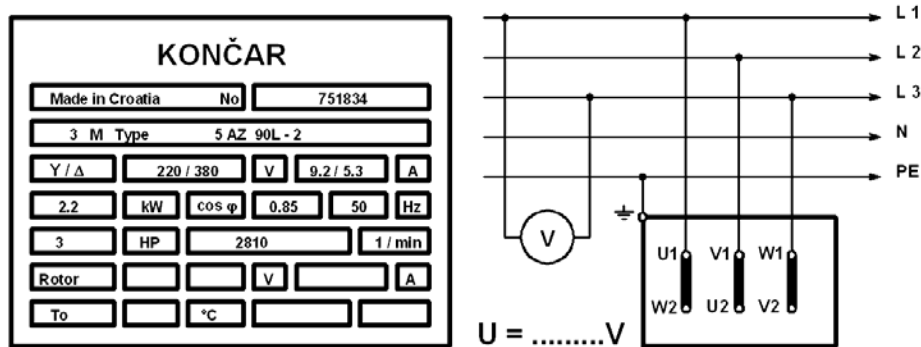 KONČAR
Made in Croatia No 751834
3 M Type 5 AZ 90L - 2
Y / Δ 220 / 380 V 9.2 / 5.3 A
2.2 kW cos φ 0.85 50 Hz
3 HP 2810 1 / min
Rotor V A
To °C
L 1
L 2
L 3
N
PE
V
U1 V1 W1
W2 U2 V2
U = .........V